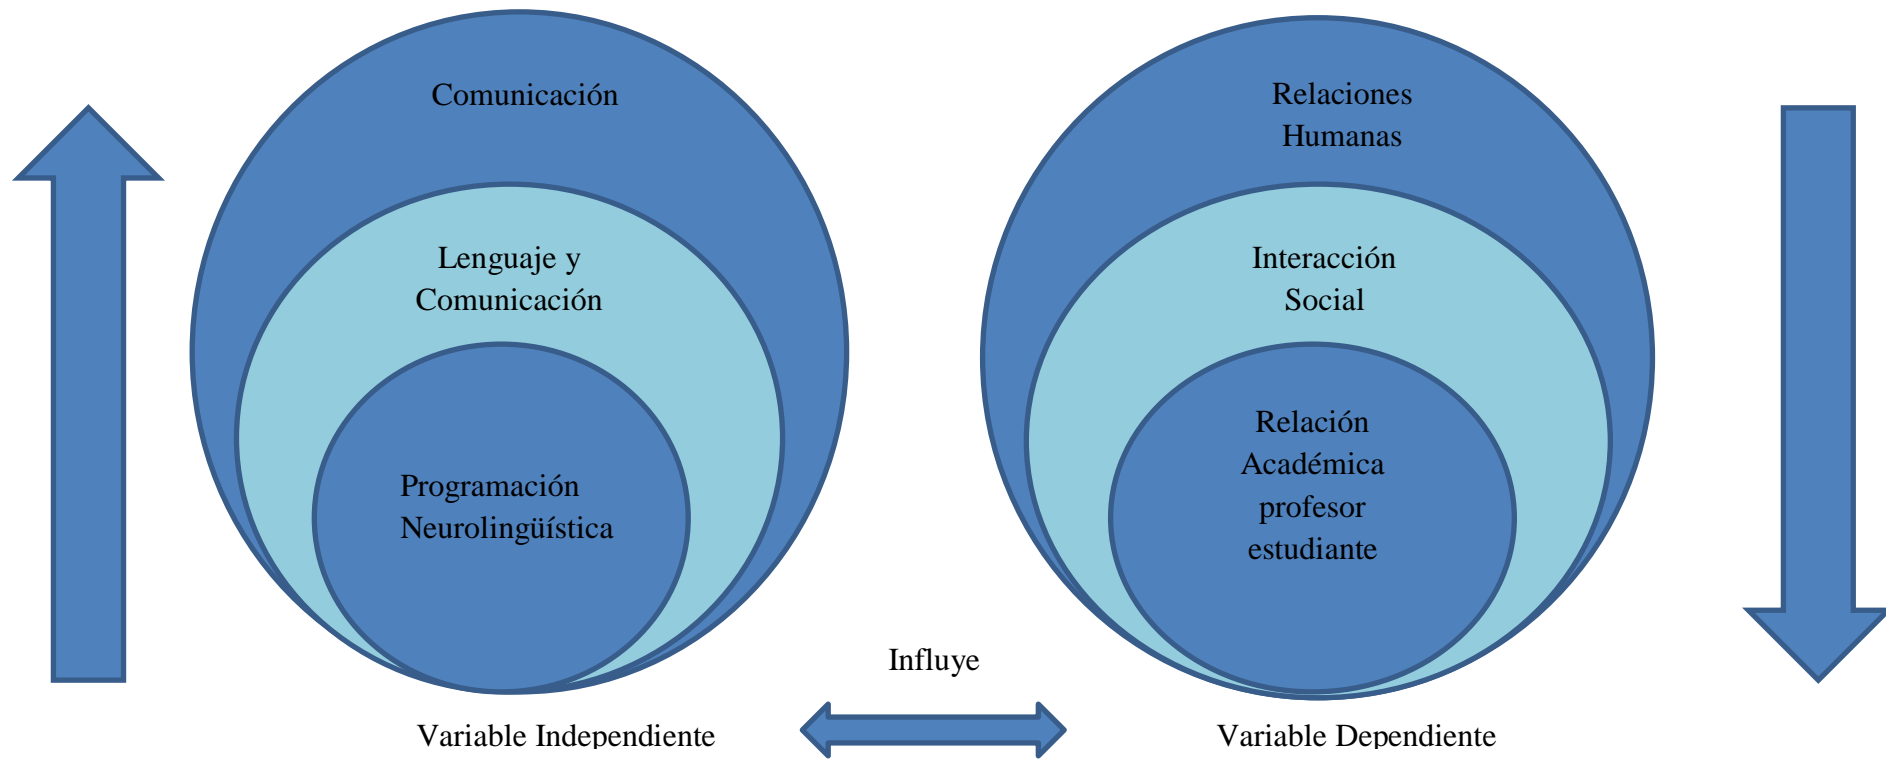 Comunicación
Lenguaje y
Comunicación
Programación
Neurolingüística
Relaciones
Humanas
Interacción
Social
Relación
Académica
profesor
estudiante
Influye
Variable Independiente
Variable Dependiente